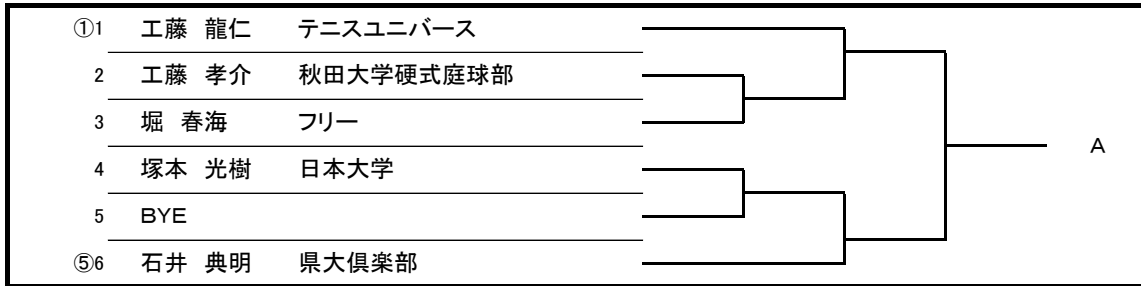 ①1 工藤 龍仁 テニスユニバース
2 工藤 孝介 秋田大学硬式庭球部
3 堀 春海 フリー
4 塚本 光樹 日本大学
5 BYE
⑤6 石井 典明 県大倶楽部
A